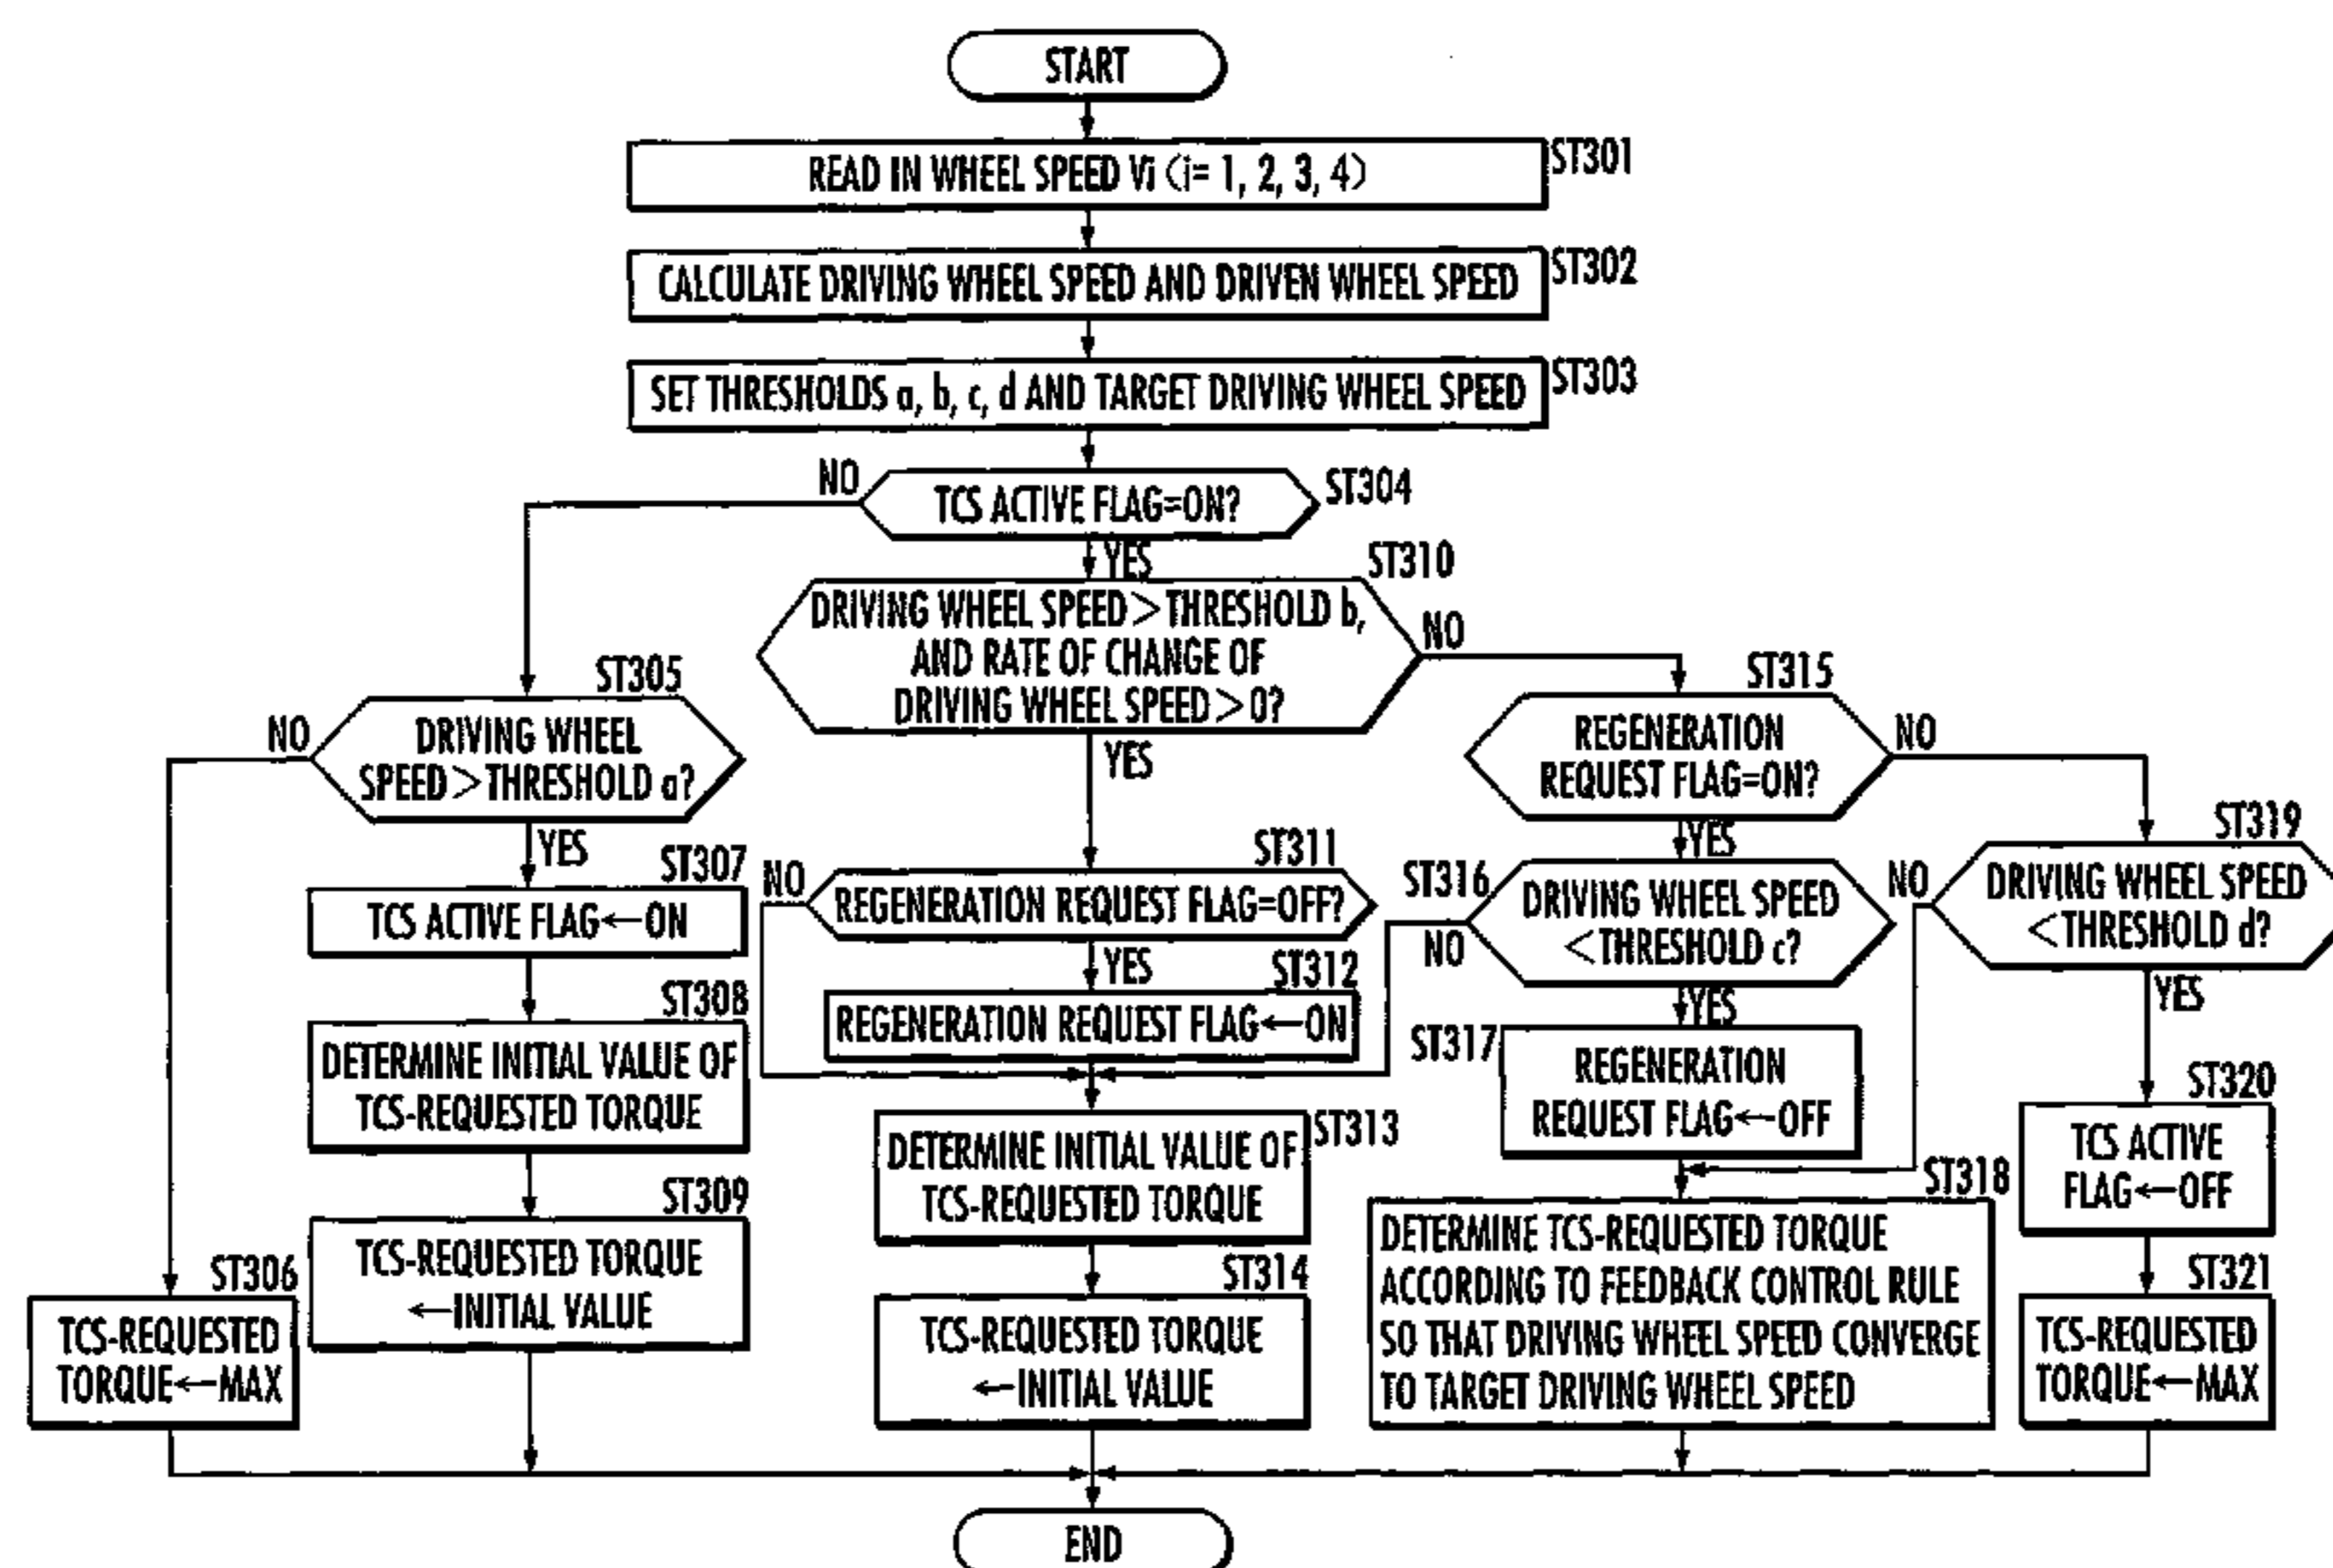 START
READ IN WHEEL SPEED Vi (i= 1, 2, 3, 4)
ST301
CALCULATE DRIVING WHEEL SPEED AND DRIVEN WHEEL SPEED
ST302
SET THRESHOLDS a, b, c, d AND TARGET DRIVING WHEEL SPEED
ST303
NO
TCS ACTIVE FLAG=ON?
ST304
YES
ST310
DRIVING WHEEL SPEED>THRESHOLD b,
AND RATE OF CHANGE OF
DRIVING WHEEL SPEED>0?
NO
YES
ST305
NO
DRIVING WHEEL
SPEED>THRESHOLD a?
YES
ST307
TCS ACTIVE FLAG←ON
ST308
DETERMINE INITIAL VALUE OF
TCS-REQUESTED TORQUE
ST309
TCS-REQUESTED TORQUE
←INITIAL VALUE
ST306
TCS-REQUESTED
TORQUE←MAX
ST311
NO
REGENERATION REQUEST FLAG=OFF?
YES
ST312
REGENERATION REQUEST FLAG←ON
ST313
DETERMINE INITIAL VALUE OF
TCS-REQUESTED TORQUE
ST314
TCS-REQUESTED TORQUE
←INITIAL VALUE
ST315
REGENERATION
REQUEST FLAG=ON?
NO
YES
ST316
DRIVING WHEEL SPEED
<THRESHOLD c?
NO
YES
ST317
REGENERATION
REQUEST FLAG←OFF
ST318
DETERMINE TCS-REQUESTED TORQUE
ACCORDING TO FEEDBACK CONTROL RULE
SO THAT DRIVING WHEEL SPEED CONVERGE
TO TARGET DRIVING WHEEL SPEED
ST319
NO
DRIVING WHEEL SPEED
<THRESHOLD d?
YES
ST320
TCS ACTIVE
FLAG←OFF
ST321
TCS-REQUESTED
TORQUE←MAX
END